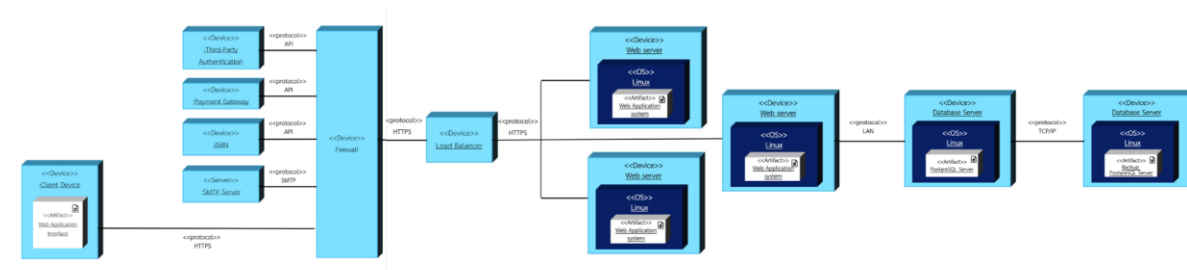 <<Device>>
:Third-Party
Authentication
<<protocol>>
API
<<Device>>
:Payment Gateway
<<protocol>>
API
<<Device>>
<<protocol>>
API
<<Server>>
:SMTP Server
<<protocol>>
SMTP
<<Device>>
:Client Device
<<Artifact>>
Web Application
Interface
<<protocol>>
HTTPS
<<Device>>
Firewall
<<protocol>>
HTTPS
<<Device>>
Load Balancer
<<protocol>>
HTTPS
<<Device>>
Web server
<<OS>>
Linux
<<Artifact>>
Web Application
system
<<Device>>
Web server
<<OS>>
Linux
<<Artifact>>
Web Application
system
<<Device>>
Web server
<<OS>>
Linux
<<Artifact>>
Web Application
system
<<protocol>>
LAN
<<Device>>
Database Server
<<OS>>
Linux
<<Artifact>>
PostgreSQL Server
<<protocol>>
TCP/IP
<<Device>>
Database Server
<<OS>>
Linux
<<Artifact>>
Backup
PostgreSQL Server